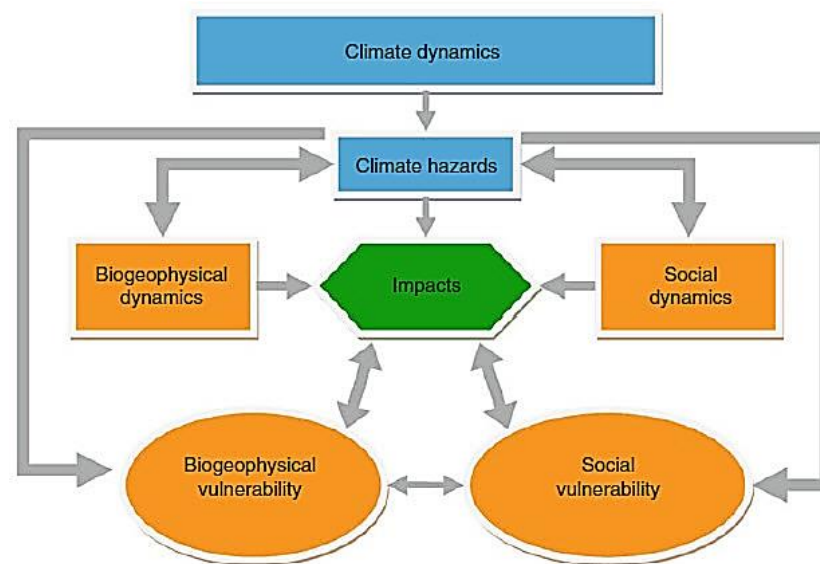 Climate dynamics
Climate hazards
Biogeophysical
dynamics
Impacts
Social
dynamics
Biogeophysical
vulnerability
Social
vulnerability